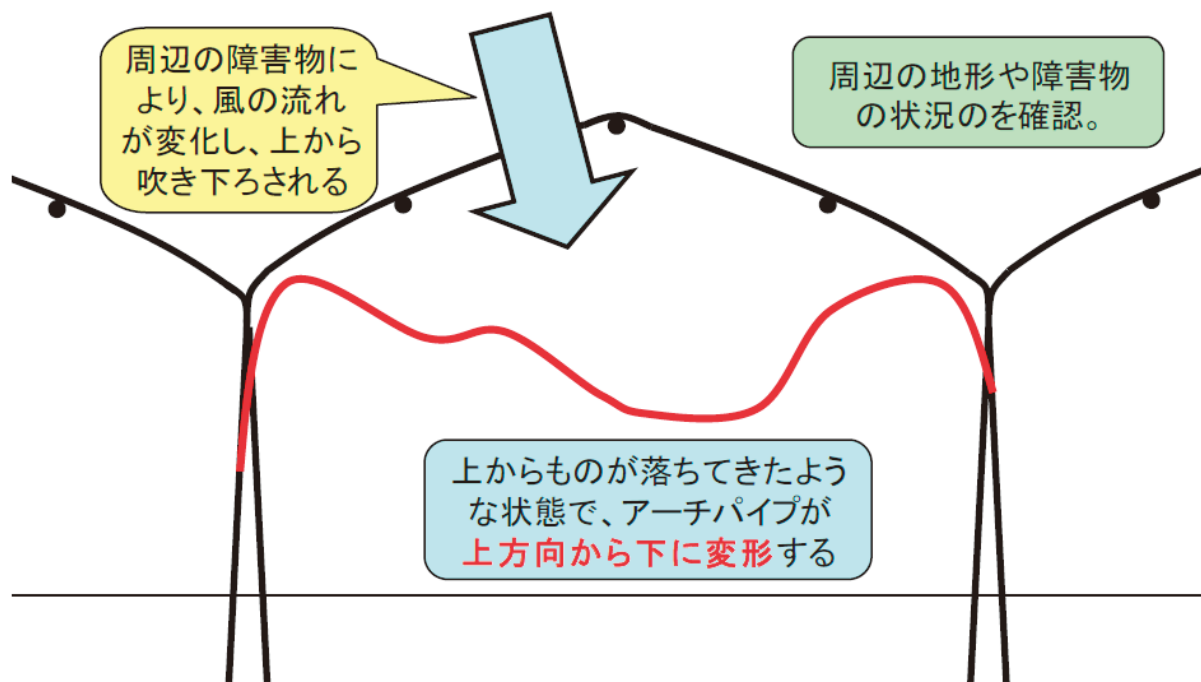 周辺の障害物に
より、風の流れ
が変化し、上から
吹き下ろされる
周辺の地形や障害物
の状況のを確認。
上からものが落ちてきたよう
な状態で、アーチパイプが
上方向から下に変形する